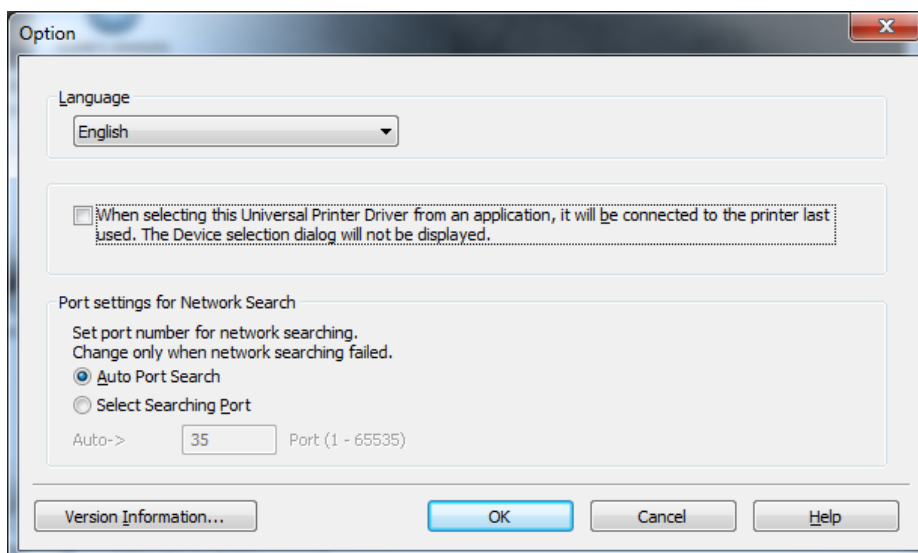 Option
Language
English
When selecting this Universal Printer Driver from an application, it will be connected to the printer last
used. The Device selection dialog will not be displayed.
Port settings for Network Search
Set port number for network searching.
Change only when network searching failed.
Auto Port Search
Select Searching Port
Auto-> 35 Port (1 - 65535)
Version Information... OK Cancel Help